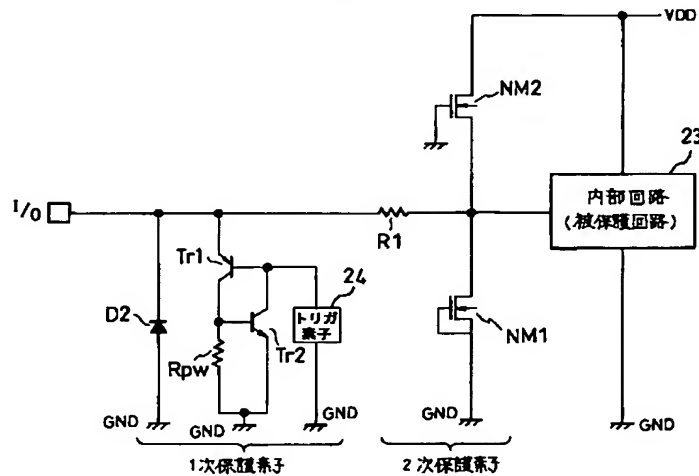 VDD
NM2
23
内部回路
(被保護回路)
I/O
R1
Tr1
24
トリガ
素子
D2
Tr2
Rpw
NM1
GND
GND
GND
GND
GND
1次保護素子
2次保護素子